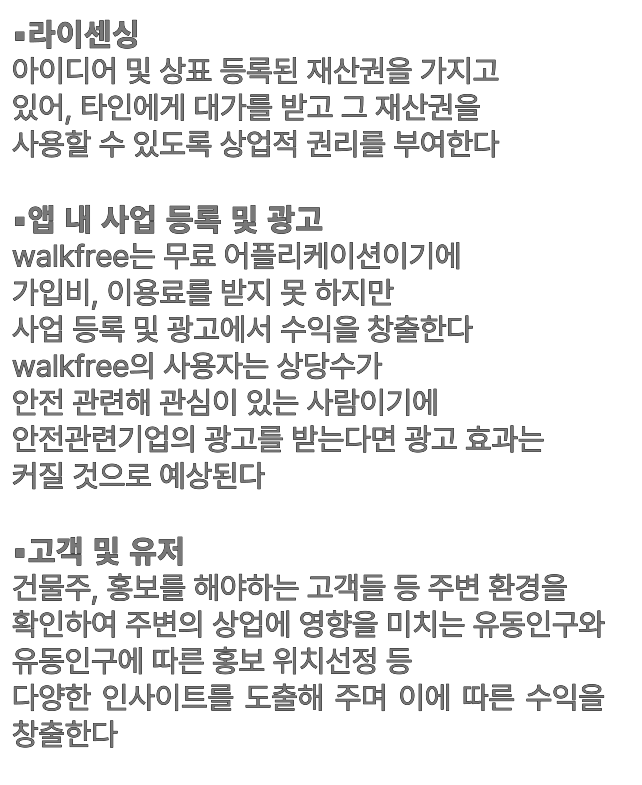 ▪라이센싱
아이디어 및 상표 등록된 재산권을 가지고
있어, 타인에게 대가를 받고 그 재산권을
사용할 수 있도록 상업적 권리를 부여한다
▪앱 내 사업 등록 및 광고
walkfree는 무료 어플리케이션이기에
가입비, 이용료를 받지 못 하지만
사업 등록 및 광고에서 수익을 창출한다
walkfree의 사용자는 상당수가
안전 관련해 관심이 있는 사람이기에
안전관련기업의 광고를 받는다면 광고 효과는
커질 것으로 예상된다
▪고객 및 유저
건물주, 홍보를 해야하는 고객들 등 주변 환경을
확인하여 주변의 상업에 영향을 미치는 유동인구와
유동인구에 따른 홍보 위치선정 등
다양한 인사이트를 도출해 주며 이에 따른 수익을
창출한다